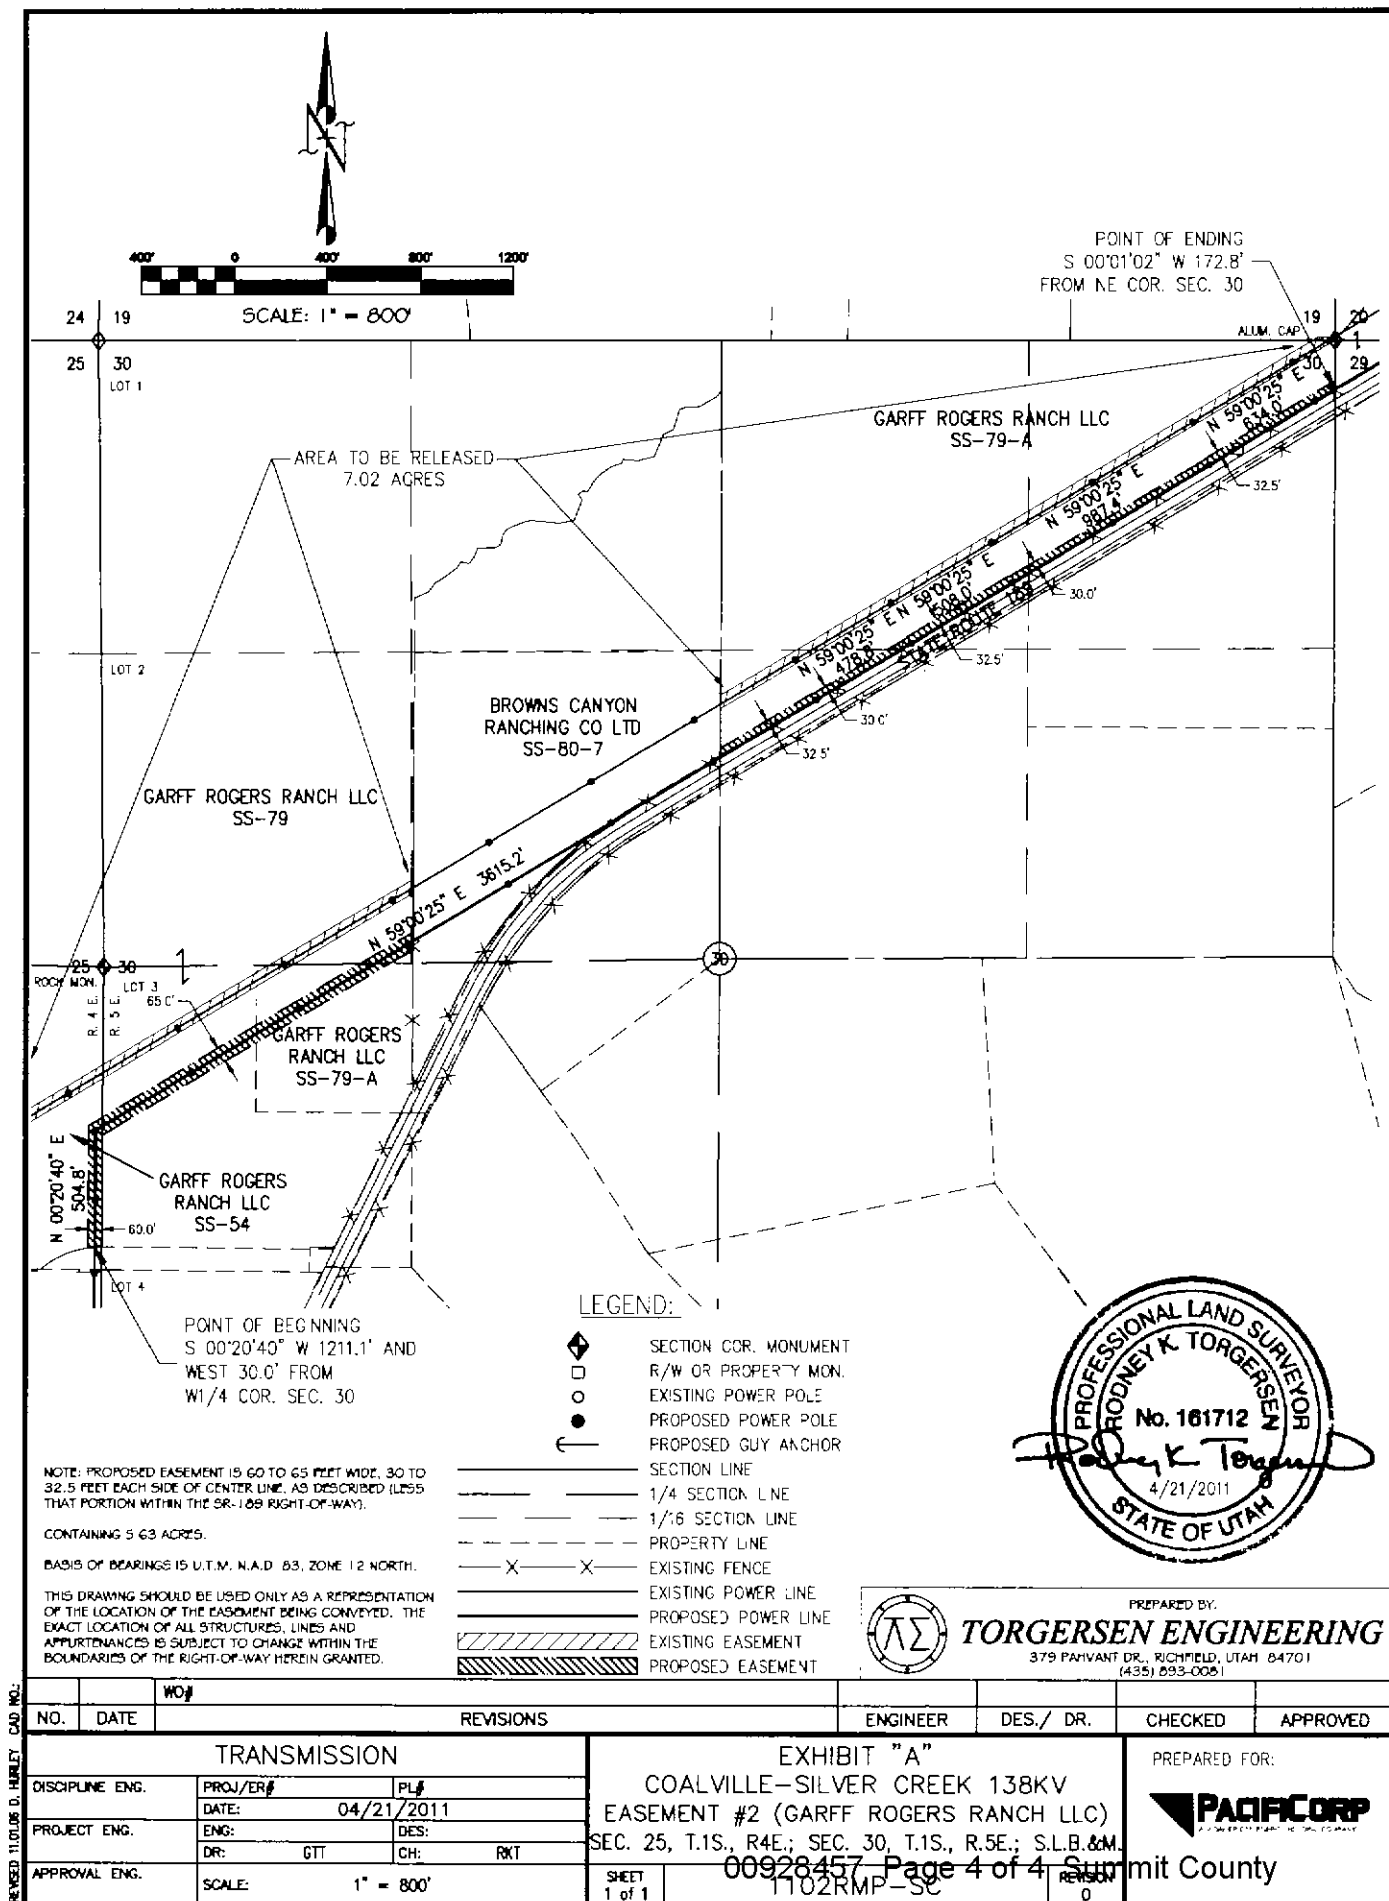 400'
0
400'
800'
1200'
SCALE: 1" = 800'
POINT OF ENDING
S 00°01'02" W 172.8'
FROM NE COR. SEC. 30
24 19
25 30
LOT 1
19 20
ALUM. CAP
1
30 29
GARFF ROGERS RANCH LLC
SS-79-A
N 59°00'25" E
634.0'
AREA TO BE RELEASED
7.02 ACRES
32.5'
N 59°00'25" E
987.4'
30.0'
N 59°00'25" E
508.0'
STATE ROUTE 189
32.5'
N 59°00'25" E
478.8'
30.0'
32.5'
LOT 2
BROWNS CANYON
RANCHING CO LTD
SS-80-7
GARFF ROGERS RANCH LLC
SS-79
N 59°00'25" E 3615.2'
25 30
30
ROCK MON.
LOT 3
65.0'
R. 4 E.
R. 5 E.
GARFF ROGERS
RANCH LLC
SS-79-A
N 00°20'40" E
504.8'
GARFF ROGERS
RANCH LLC
SS-54
60.0'
LOT 4
POINT OF BEGINNING
S 00°20'40" W 1211.1' AND
WEST 30.0' FROM
W1/4 COR. SEC. 30
LEGEND:
SECTION COR. MONUMENT
R/W OR PROPERTY MON.
EXISTING POWER POLE
PROPOSED POWER POLE
PROPOSED GUY ANCHOR
SECTION LINE
1/4 SECTION LINE
1/16 SECTION LINE
PROPERTY LINE
EXISTING FENCE
EXISTING POWER LINE
PROPOSED POWER LINE
EXISTING EASEMENT
PROPOSED EASEMENT
PROFESSIONAL LAND SURVEYOR
RODNEY K. TORGERSEN
No. 161712
Rodney K. Torgersen
4/21/2011
STATE OF UTAH
NOTE: PROPOSED EASEMENT IS 60 TO 65 FEET WIDE, 30 TO
32.5 FEET EACH SIDE OF CENTER LINE, AS DESCRIBED (LESS
THAT PORTION WITHIN THE SR-189 RIGHT-OF-WAY).
CONTAINING 5.63 ACRES.
BASIS OF BEARINGS IS U.T.M. N.A.D 83, ZONE 12 NORTH.
THIS DRAWING SHOULD BE USED ONLY AS A REPRESENTATION
OF THE LOCATION OF THE EASEMENT BEING CONVEYED. THE
EXACT LOCATION OF ALL STRUCTURES, LINES AND
APPURTENANCES IS SUBJECT TO CHANGE WITHIN THE
BOUNDARIES OF THE RIGHT-OF-WAY HEREIN GRANTED.
PREPARED BY:
TORGERSEN ENGINEERING
379 PAHVANT DR., RICHFIELD, UTAH 84701
(435) 893-0081
WO#
NO. DATE REVISIONS ENGINEER DES./ DR. CHECKED APPROVED
REVISED 11.01.06 D. HURLEY CAD NO.:
TRANSMISSION
DISCIPLINE ENG.
PROJ/ER#
PL#
DATE: 04/21/2011
PROJECT ENG.
ENG:
DES:
DR: GTT
CH: RKT
APPROVAL ENG.
SCALE: 1" = 800'
EXHIBIT "A"
COALVILLE-SILVER CREEK 138KV
EASEMENT #2 (GARFF ROGERS RANCH LLC)
SEC. 25, T.1S., R4E.; SEC. 30, T.1S., R.5E.; S.L.B.&M.
SHEET
1 of 1
1102RMP-SC
REVISION
0
00928457 Page 4 of 4 Summit County
PREPARED FOR:
PACIFICORP